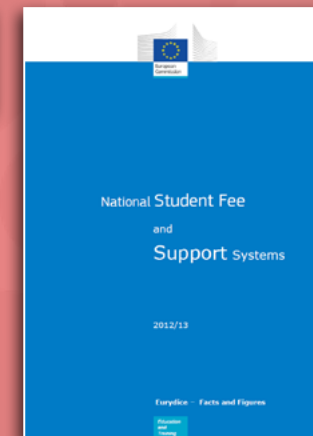 European
Commission
National Student Fee
and
Support Systems
2012/13
Eurydice – Facts and Figures
Education
and
Training